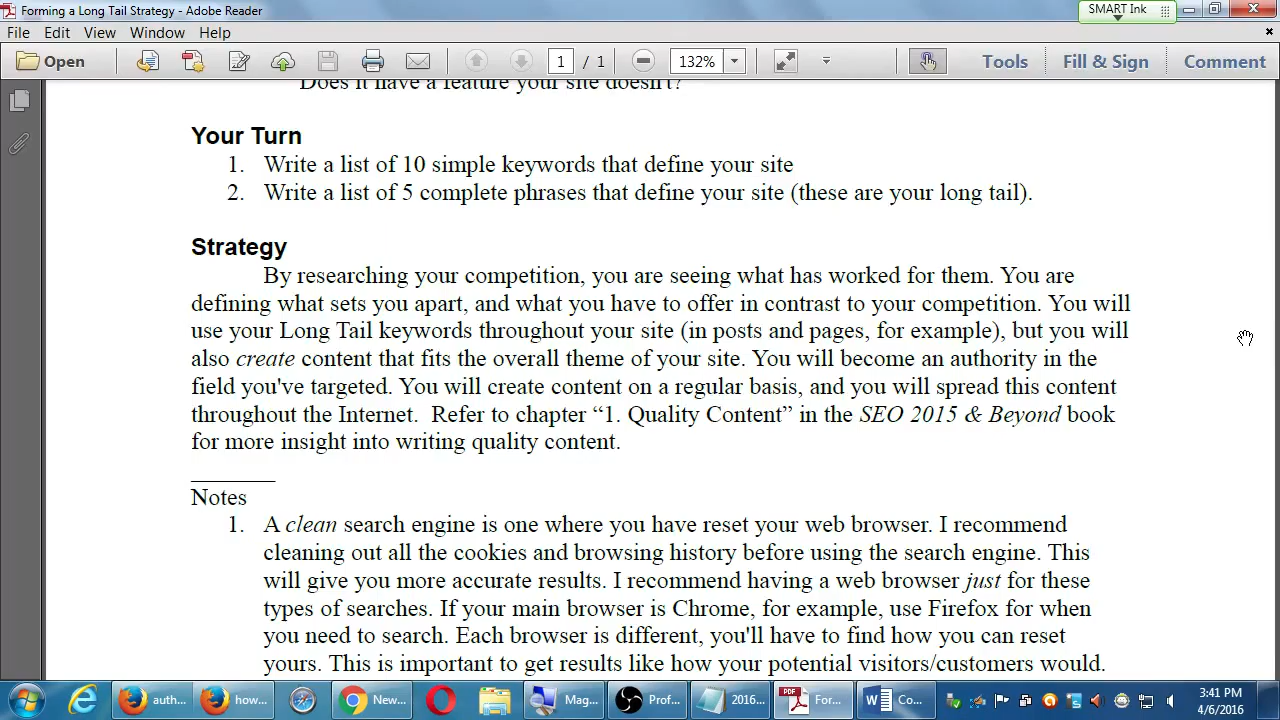 Forming a Long Tail Strategy - Adobe Reader
SMART Ink
File Edit View Window Help
Open 1 / 1 132% Tools Fill & Sign Comment
Does it have a feature your site doesn't?
Your Turn
1. Write a list of 10 simple keywords that define your site
2. Write a list of 5 complete phrases that define your site (these are your long tail).
Strategy
By researching your competition, you are seeing what has worked for them. You are
defining what sets you apart, and what you have to offer in contrast to your competition. You will
use your Long Tail keywords throughout your site (in posts and pages, for example), but you will
also create content that fits the overall theme of your site. You will become an authority in the
field you've targeted. You will create content on a regular basis, and you will spread this content
throughout the Internet.  Refer to chapter “1. Quality Content” in the SEO 2015 & Beyond book
for more insight into writing quality content.
Notes
1. A clean search engine is one where you have reset your web browser. I recommend
cleaning out all the cookies and browsing history before using the search engine. This
will give you more accurate results. I recommend having a web browser just for these
types of searches. If your main browser is Chrome, for example, use Firefox for when
you need to search. Each browser is different, you'll have to find how you can reset
yours. This is important to get results like how your potential visitors/customers would.
auth... how... New... Mag... Prof... 2016... PDF For... Co...
3:41 PM
4/6/2016